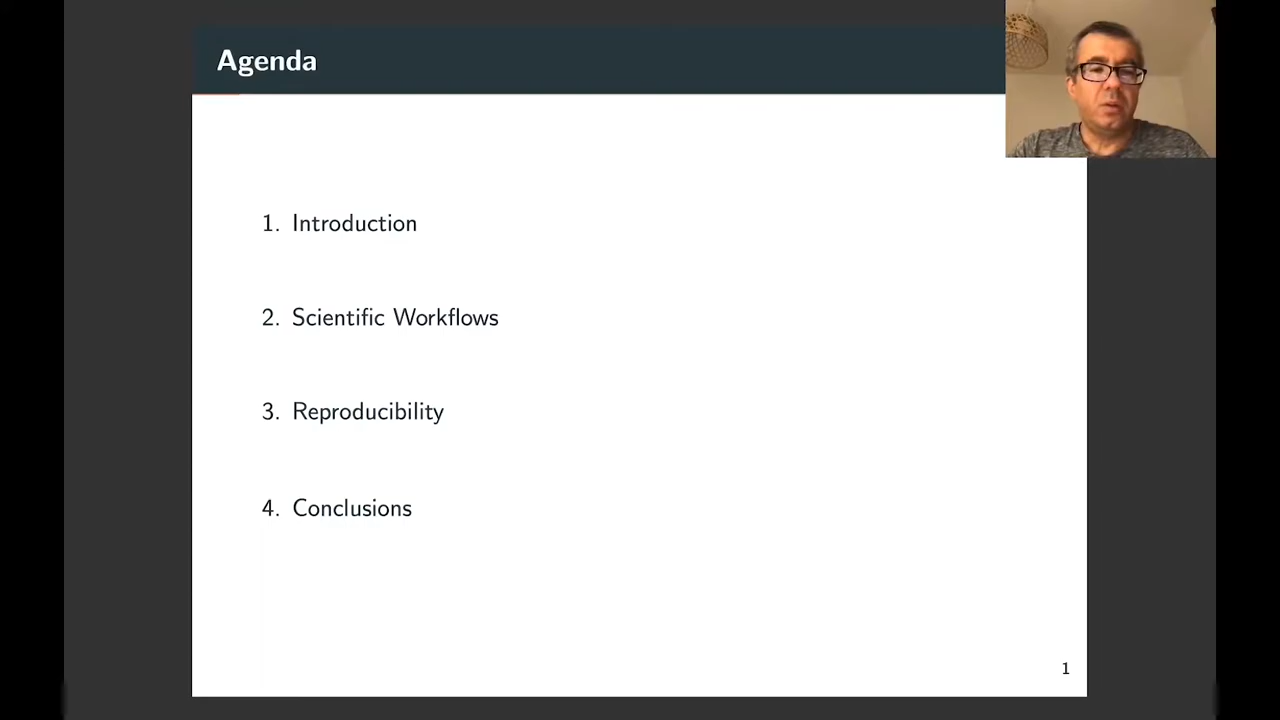 Agenda
1. Introduction
2. Scientific Workflows
3. Reproducibility
4. Conclusions
1